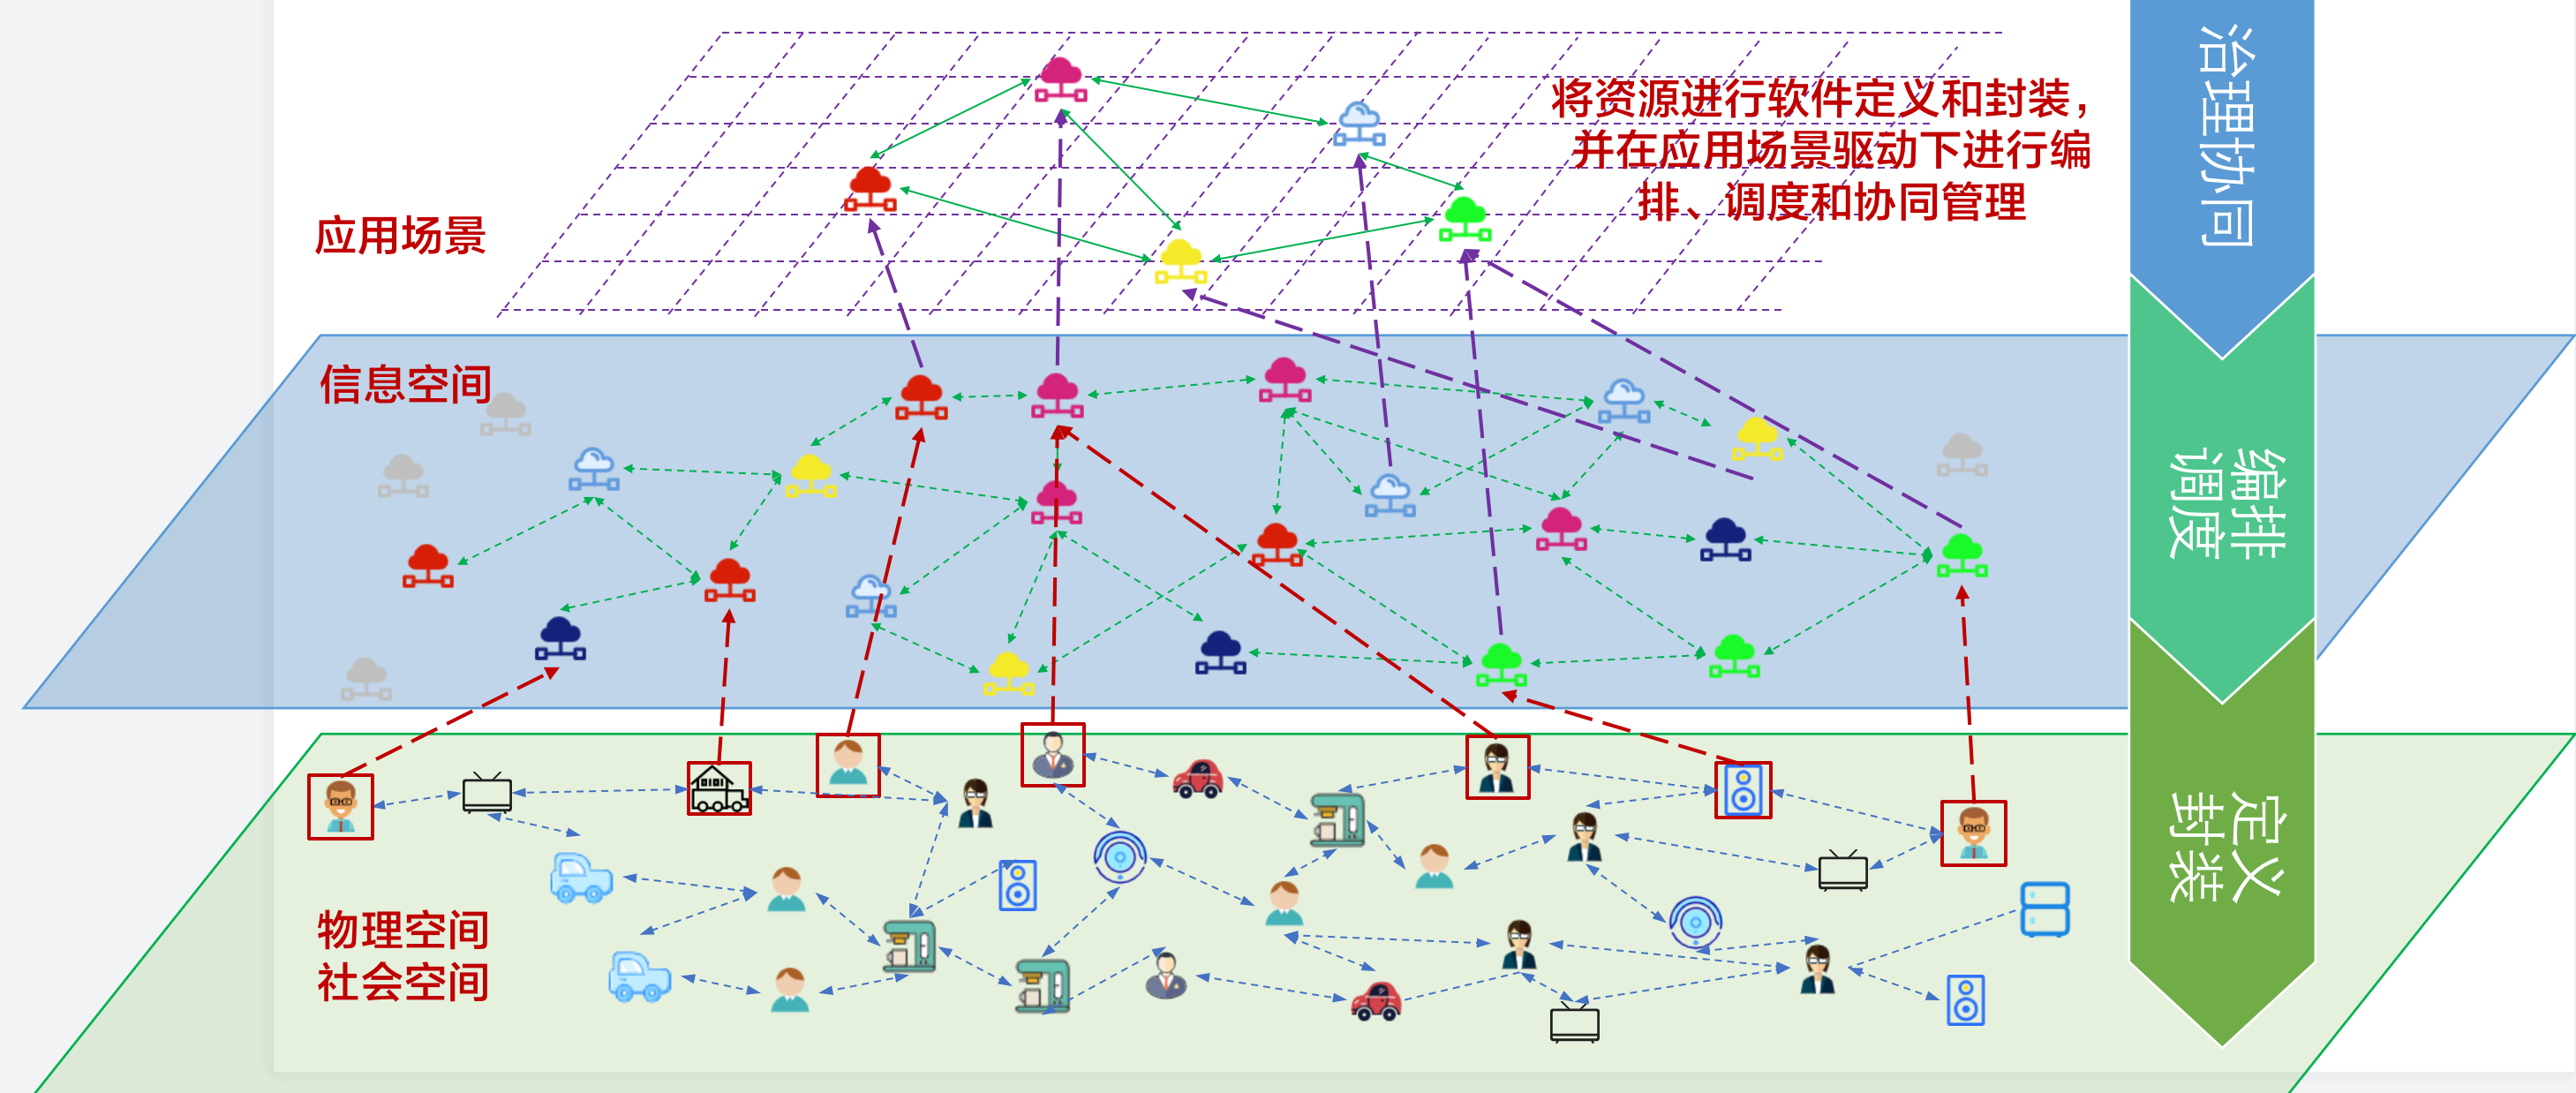 将资源进行软件定义和封装，
并在应用场景驱动下进行编
排、调度和协同管理
应用场景
信息空间
物理空间
社会空间
治理协同
编排
调度
定义
封装